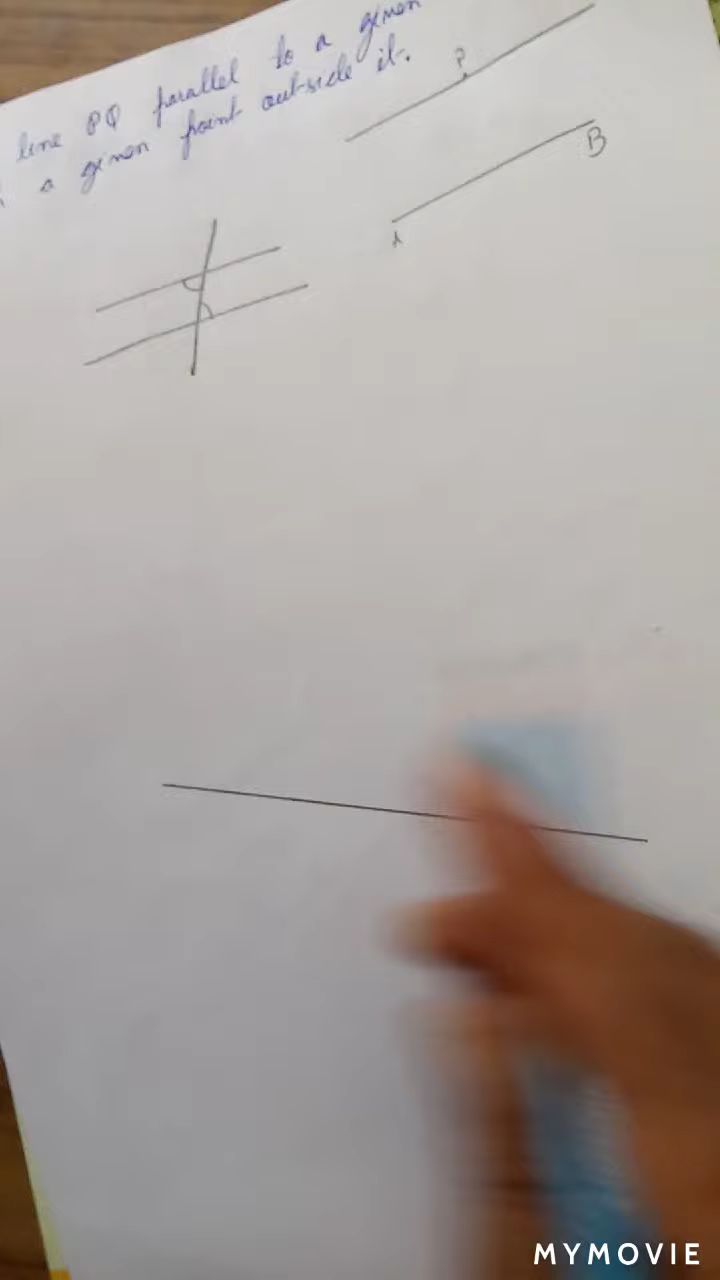 line PQ parallel to a given
a given point outside it.
P
B
A
MYMOVIE